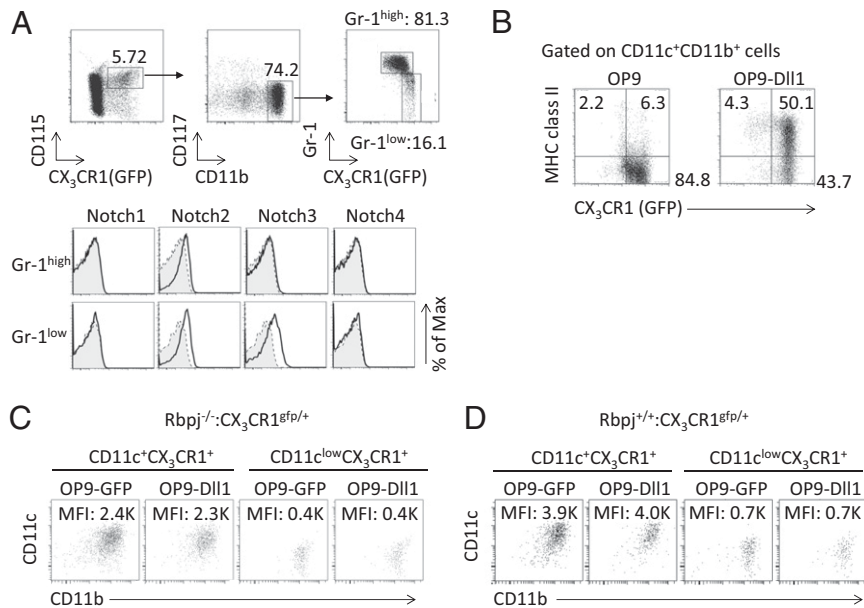 A
5.72
CD115
CX₃CR1(GFP)
74.2
CD117
CD11b
Gr-1ʰⁱᵍʰ: 81.3
Gr-1
Gr-1ˡᵒʷ:16.1
CX₃CR1(GFP)
Notch1 Notch2 Notch3 Notch4
Gr-1ʰⁱᵍʰ
Gr-1ˡᵒʷ
% of Max
B
Gated on CD11c⁺CD11b⁺ cells
OP9 OP9-Dll1
2.2 6.3 4.3 50.1
84.8 43.7
MHC class II
CX₃CR1 (GFP)
C
Rbpj⁻/⁻:CX₃CR1ᵍᶠᵖ/⁺
CD11c⁺CX₃CR1⁺ CD11cˡᵒʷCX₃CR1⁺
OP9-GFP OP9-Dll1 OP9-GFP OP9-Dll1
MFI: 2.4K MFI: 2.3K MFI: 0.4K MFI: 0.4K
CD11c
CD11b
D
Rbpj⁺/⁺:CX₃CR1ᵍᶠᵖ/⁺
CD11c⁺CX₃CR1⁺ CD11cˡᵒʷCX₃CR1⁺
OP9-GFP OP9-Dll1 OP9-GFP OP9-Dll1
MFI: 3.9K MFI: 4.0K MFI: 0.7K MFI: 0.7K
CD11c
CD11b